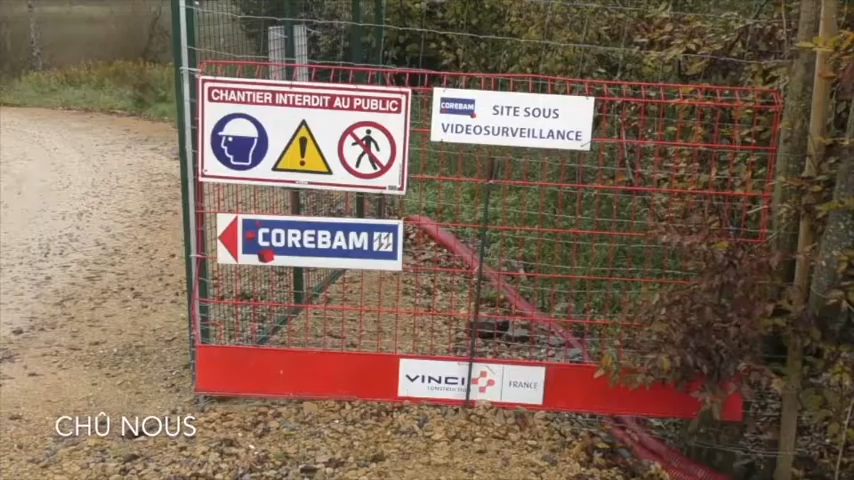 CHANTIER INTERDIT AU PUBLIC
COREBAM
SITE SOUS
VIDEOSURVEILLANCE
COREBAM
VINCI
CONSTRUCTION
FRANCE
CHÛ NOUS